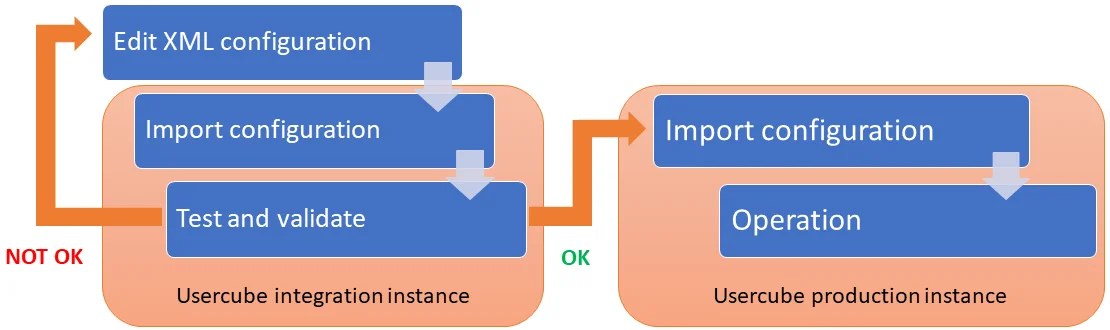 Edit XML configuration
Import configuration
Test and validate
NOT OK
Usercube integration instance
OK
Import configuration
Operation
Usercube production instance